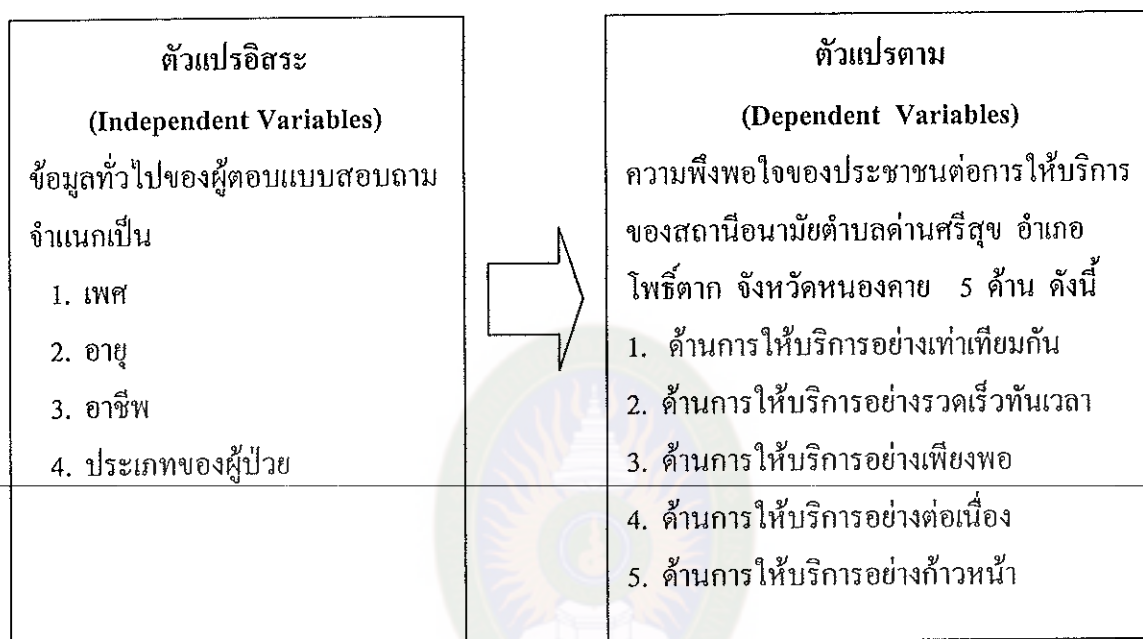 ตัวแปรอิสระ
(Independent Variables)
ข้อมูลทั่วไปของผู้ตอบแบบสอบถาม
จำแนกเป็น
1. เพศ
2. อายุ
3. อาชีพ
4. ประเภทของผู้ป่วย
ตัวแปรตาม
(Dependent Variables)
ความพึงพอใจของประชาชนต่อการให้บริการ
ของสถานีอนามัยตำบลด่านศรีสุข อำเภอ
โพธิ์ตาก จังหวัดหนองคาย 5 ด้าน ดังนี้
1. ด้านการให้บริการอย่างเท่าเทียมกัน
2. ด้านการให้บริการอย่างรวดเร็วทันเวลา
3. ด้านการให้บริการอย่างเพียงพอ
4. ด้านการให้บริการอย่างต่อเนื่อง
5. ด้านการให้บริการอย่างก้าวหน้า